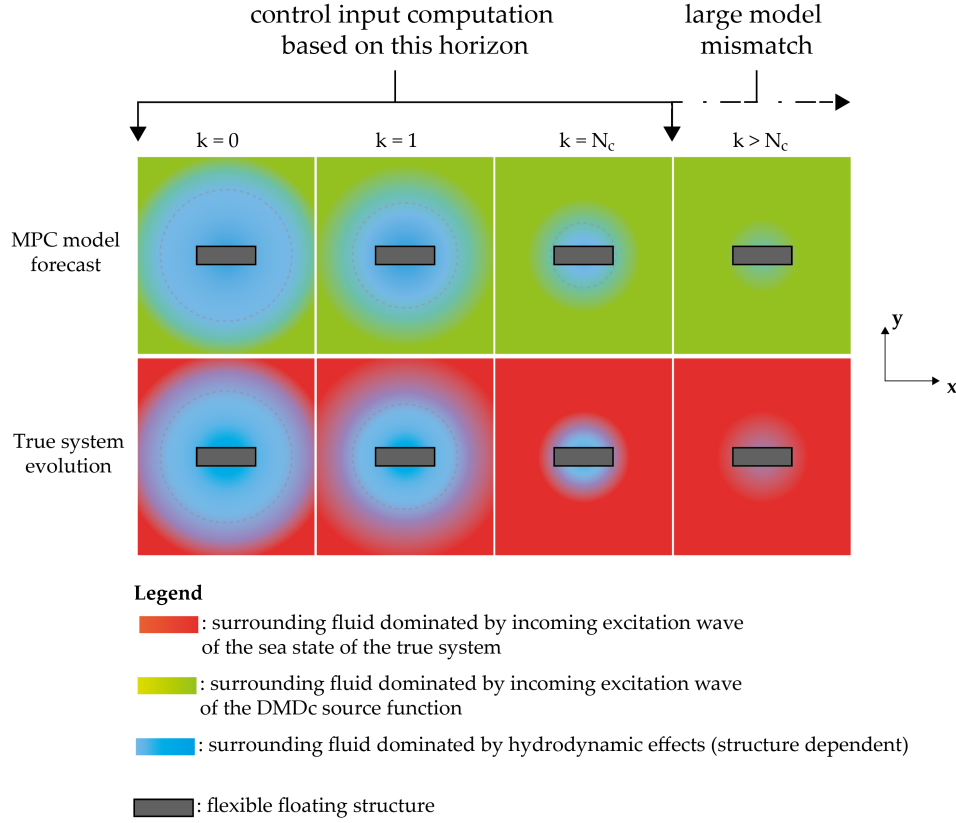 control input computation
based on this horizon
large model
mismatch
k = 0
k = 1
k = N_c
k > N_c
MPC model
forecast
True system
evolution
y
x
Legend
: surrounding fluid dominated by incoming excitation wave
of the sea state of the true system
: surrounding fluid dominated by incoming excitation wave
of the DMDc source function
: surrounding fluid dominated by hydrodynamic effects (structure dependent)
: flexible floating structure